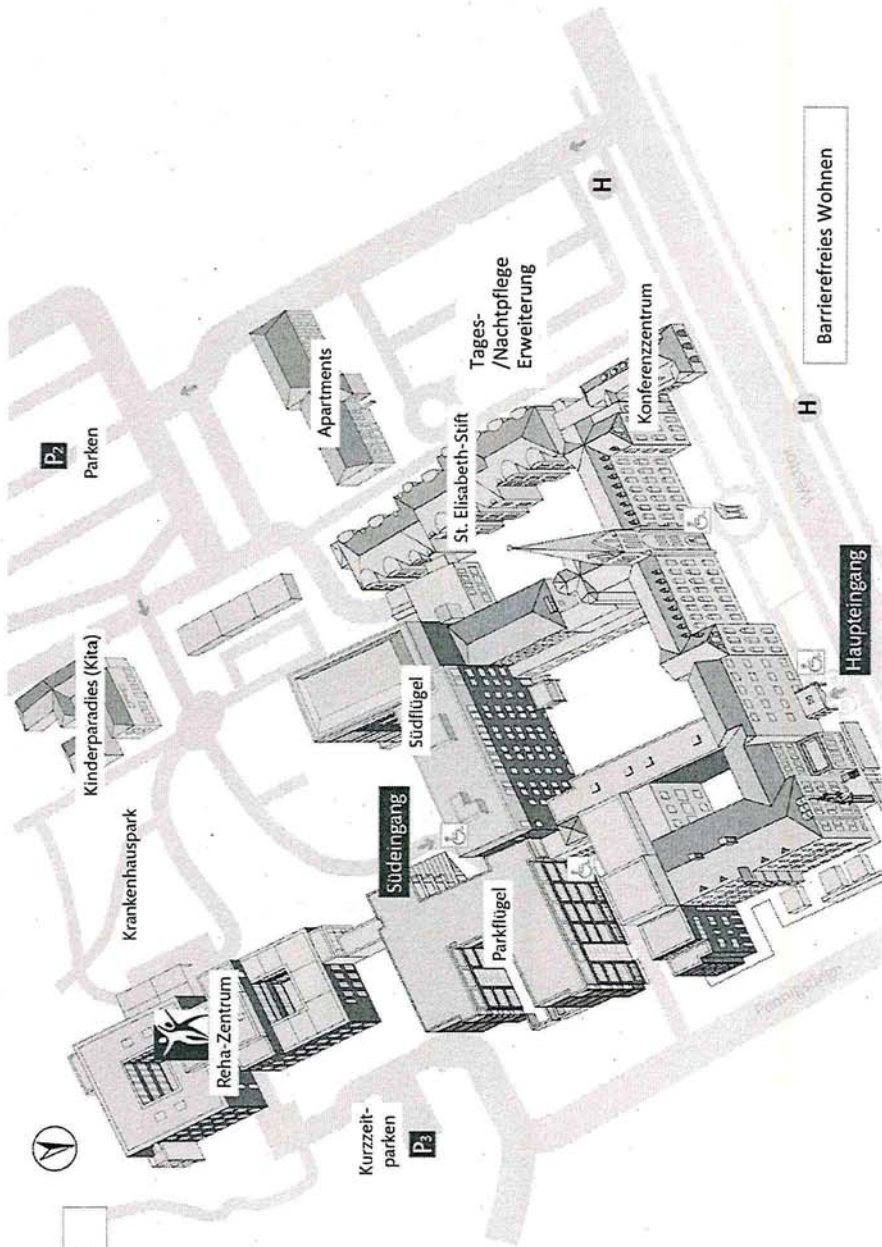 Kinderparadies (Kita)
P2
Parken
Krankenhauspark
Reha-Zentrum
Apartments
Südeingang
Südflügel
St. Elisabeth-Stift
Tages-
/Nachtpflege
Erweiterung
H
Kurzzeit-
parken
P3
Parkflügel
Konferenzzentrum
Haupteingang
H
Barrierefreies Wohnen